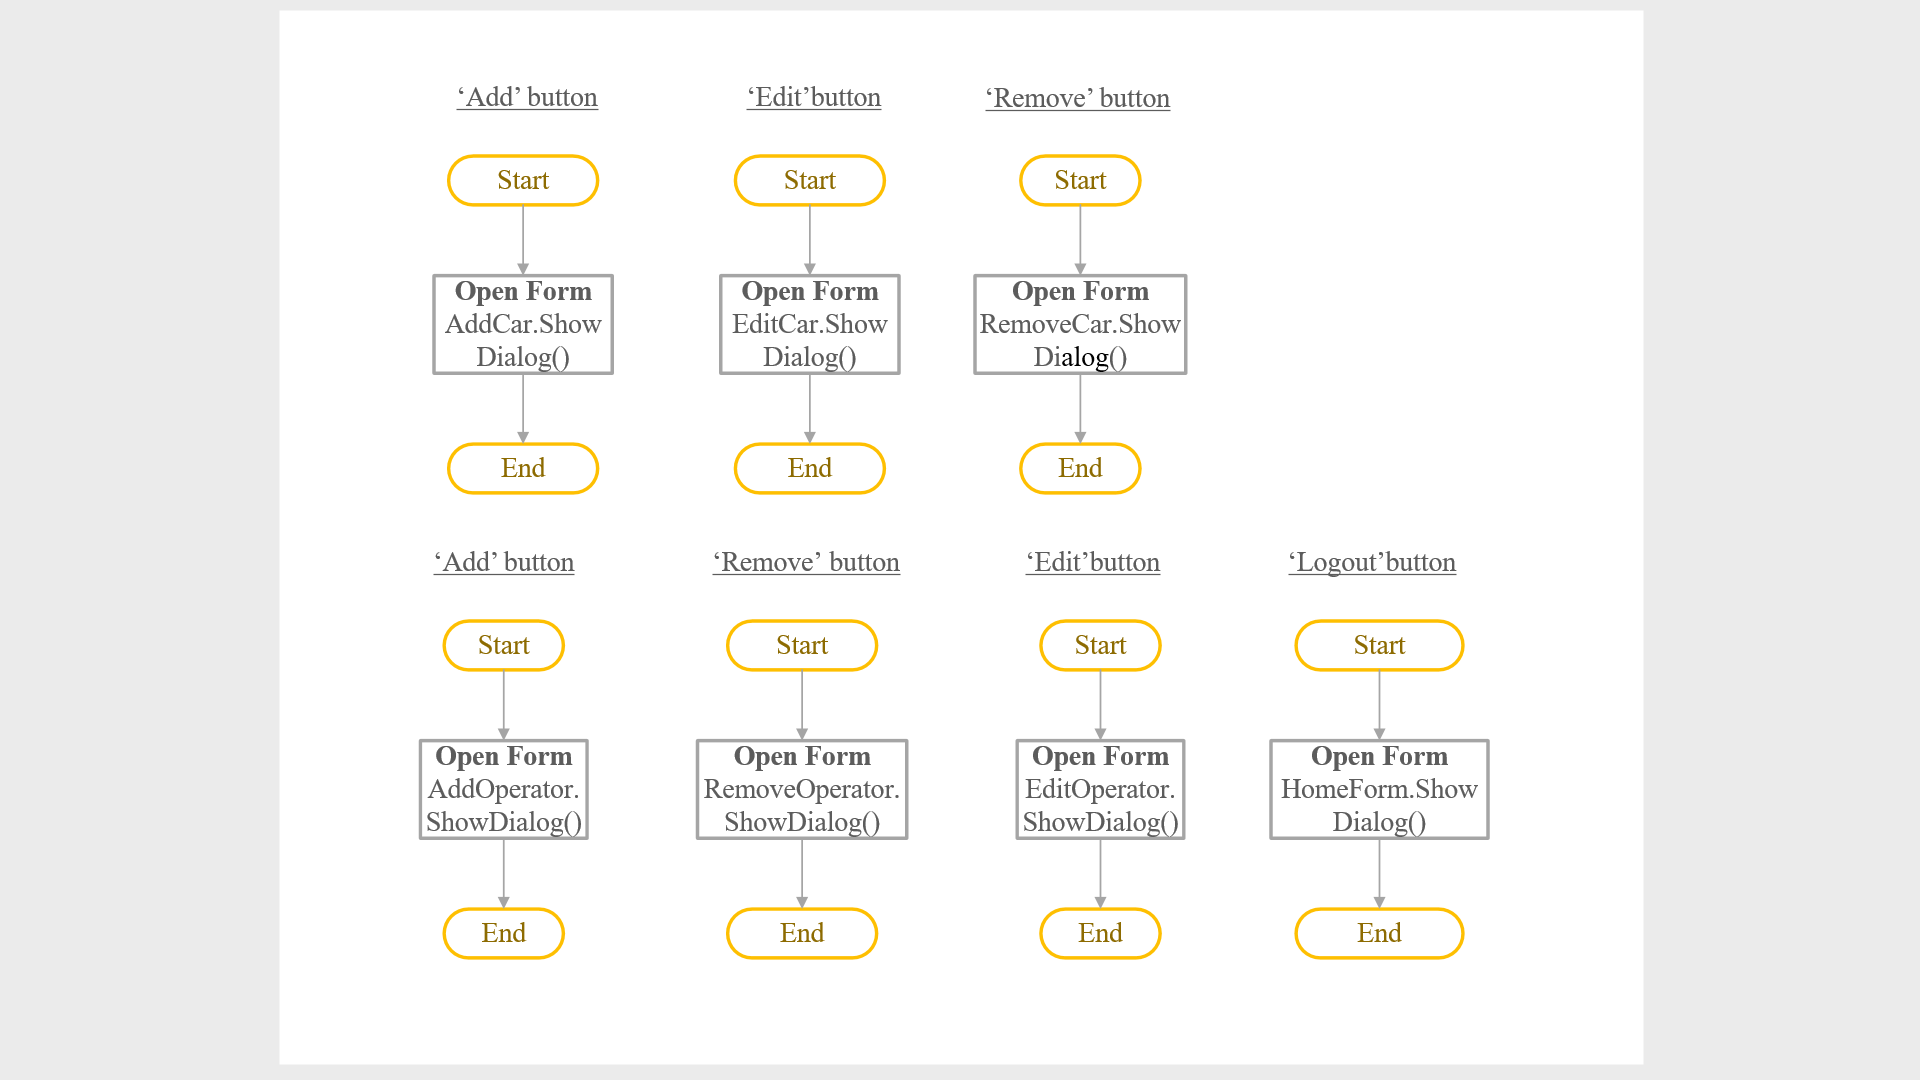 ‘Add’ button
‘Edit’button
‘Remove’ button
Start
Start
Start
Open Form
AddCar.Show
Dialog()
Open Form
EditCar.Show
Dialog()
Open Form
RemoveCar.Show
Dialog()
End
End
End
‘Add’ button
‘Remove’ button
‘Edit’button
‘Logout’button
Start
Start
Start
Start
Open Form
AddOperator.
ShowDialog()
Open Form
RemoveOperator.
ShowDialog()
Open Form
EditOperator.
ShowDialog()
Open Form
HomeForm.Show
Dialog()
End
End
End
End